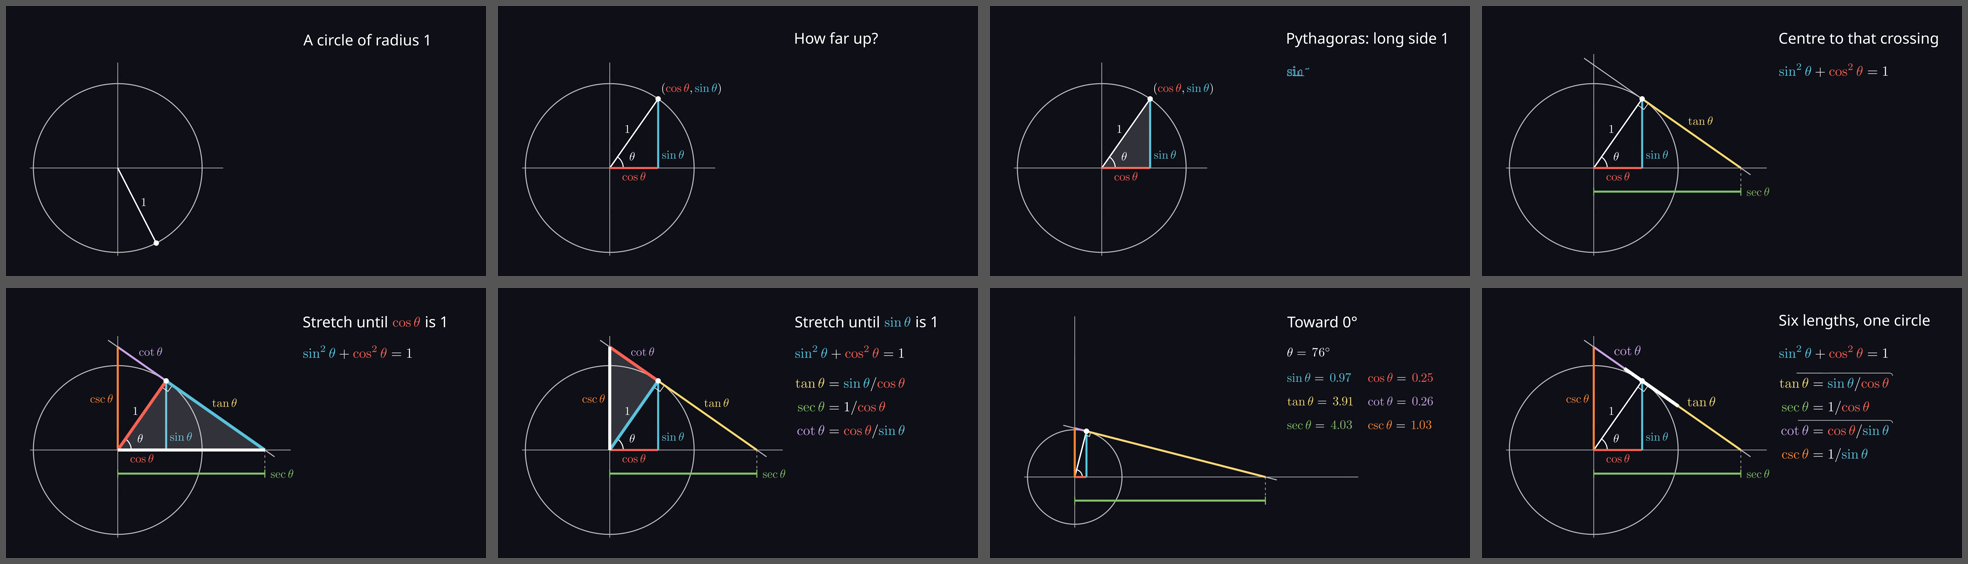 A circle of radius 1
1
How far up?
(cos θ, sin θ)
1
θ
sin θ
cos θ
Pythagoras: long side 1
(cos θ, sin θ)
1
θ
sin θ
cos θ
Centre to that crossing
sin² θ + cos² θ = 1
tan θ
1
θ
sin θ
cos θ
sec θ
Stretch until cos θ is 1
sin² θ + cos² θ = 1
cot θ
csc θ
1
tan θ
θ
sin θ
cos θ
sec θ
Stretch until sin θ is 1
sin² θ + cos² θ = 1
tan θ = sin θ/cos θ
sec θ = 1/cos θ
cot θ = cos θ/sin θ
cot θ
csc θ
1
tan θ
θ
sin θ
cos θ
sec θ
Toward 0°
θ = 76°
sin θ = 0.97 cos θ = 0.25
tan θ = 3.91 cot θ = 0.26
sec θ = 4.03 csc θ = 1.03
Six lengths, one circle
sin² θ + cos² θ = 1
tan θ = sin θ/cos θ
sec θ = 1/cos θ
cot θ = cos θ/sin θ
csc θ = 1/sin θ
cot θ
csc θ
1
tan θ
θ
sin θ
cos θ
sec θ